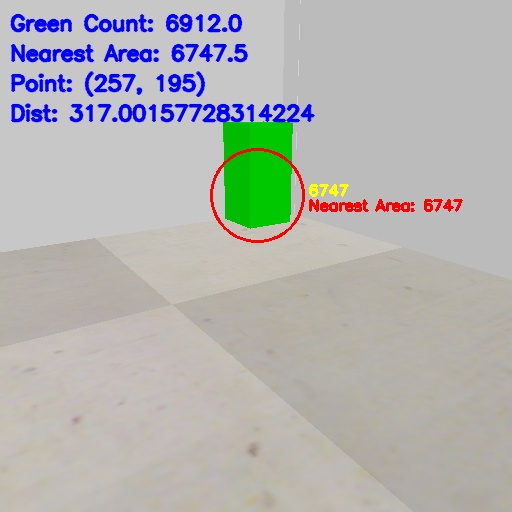 Green Count: 6912.0
Nearest Area: 6747.5
Point: (257, 195)
Dist: 317.00157728314224
6747
Nearest Area: 6747